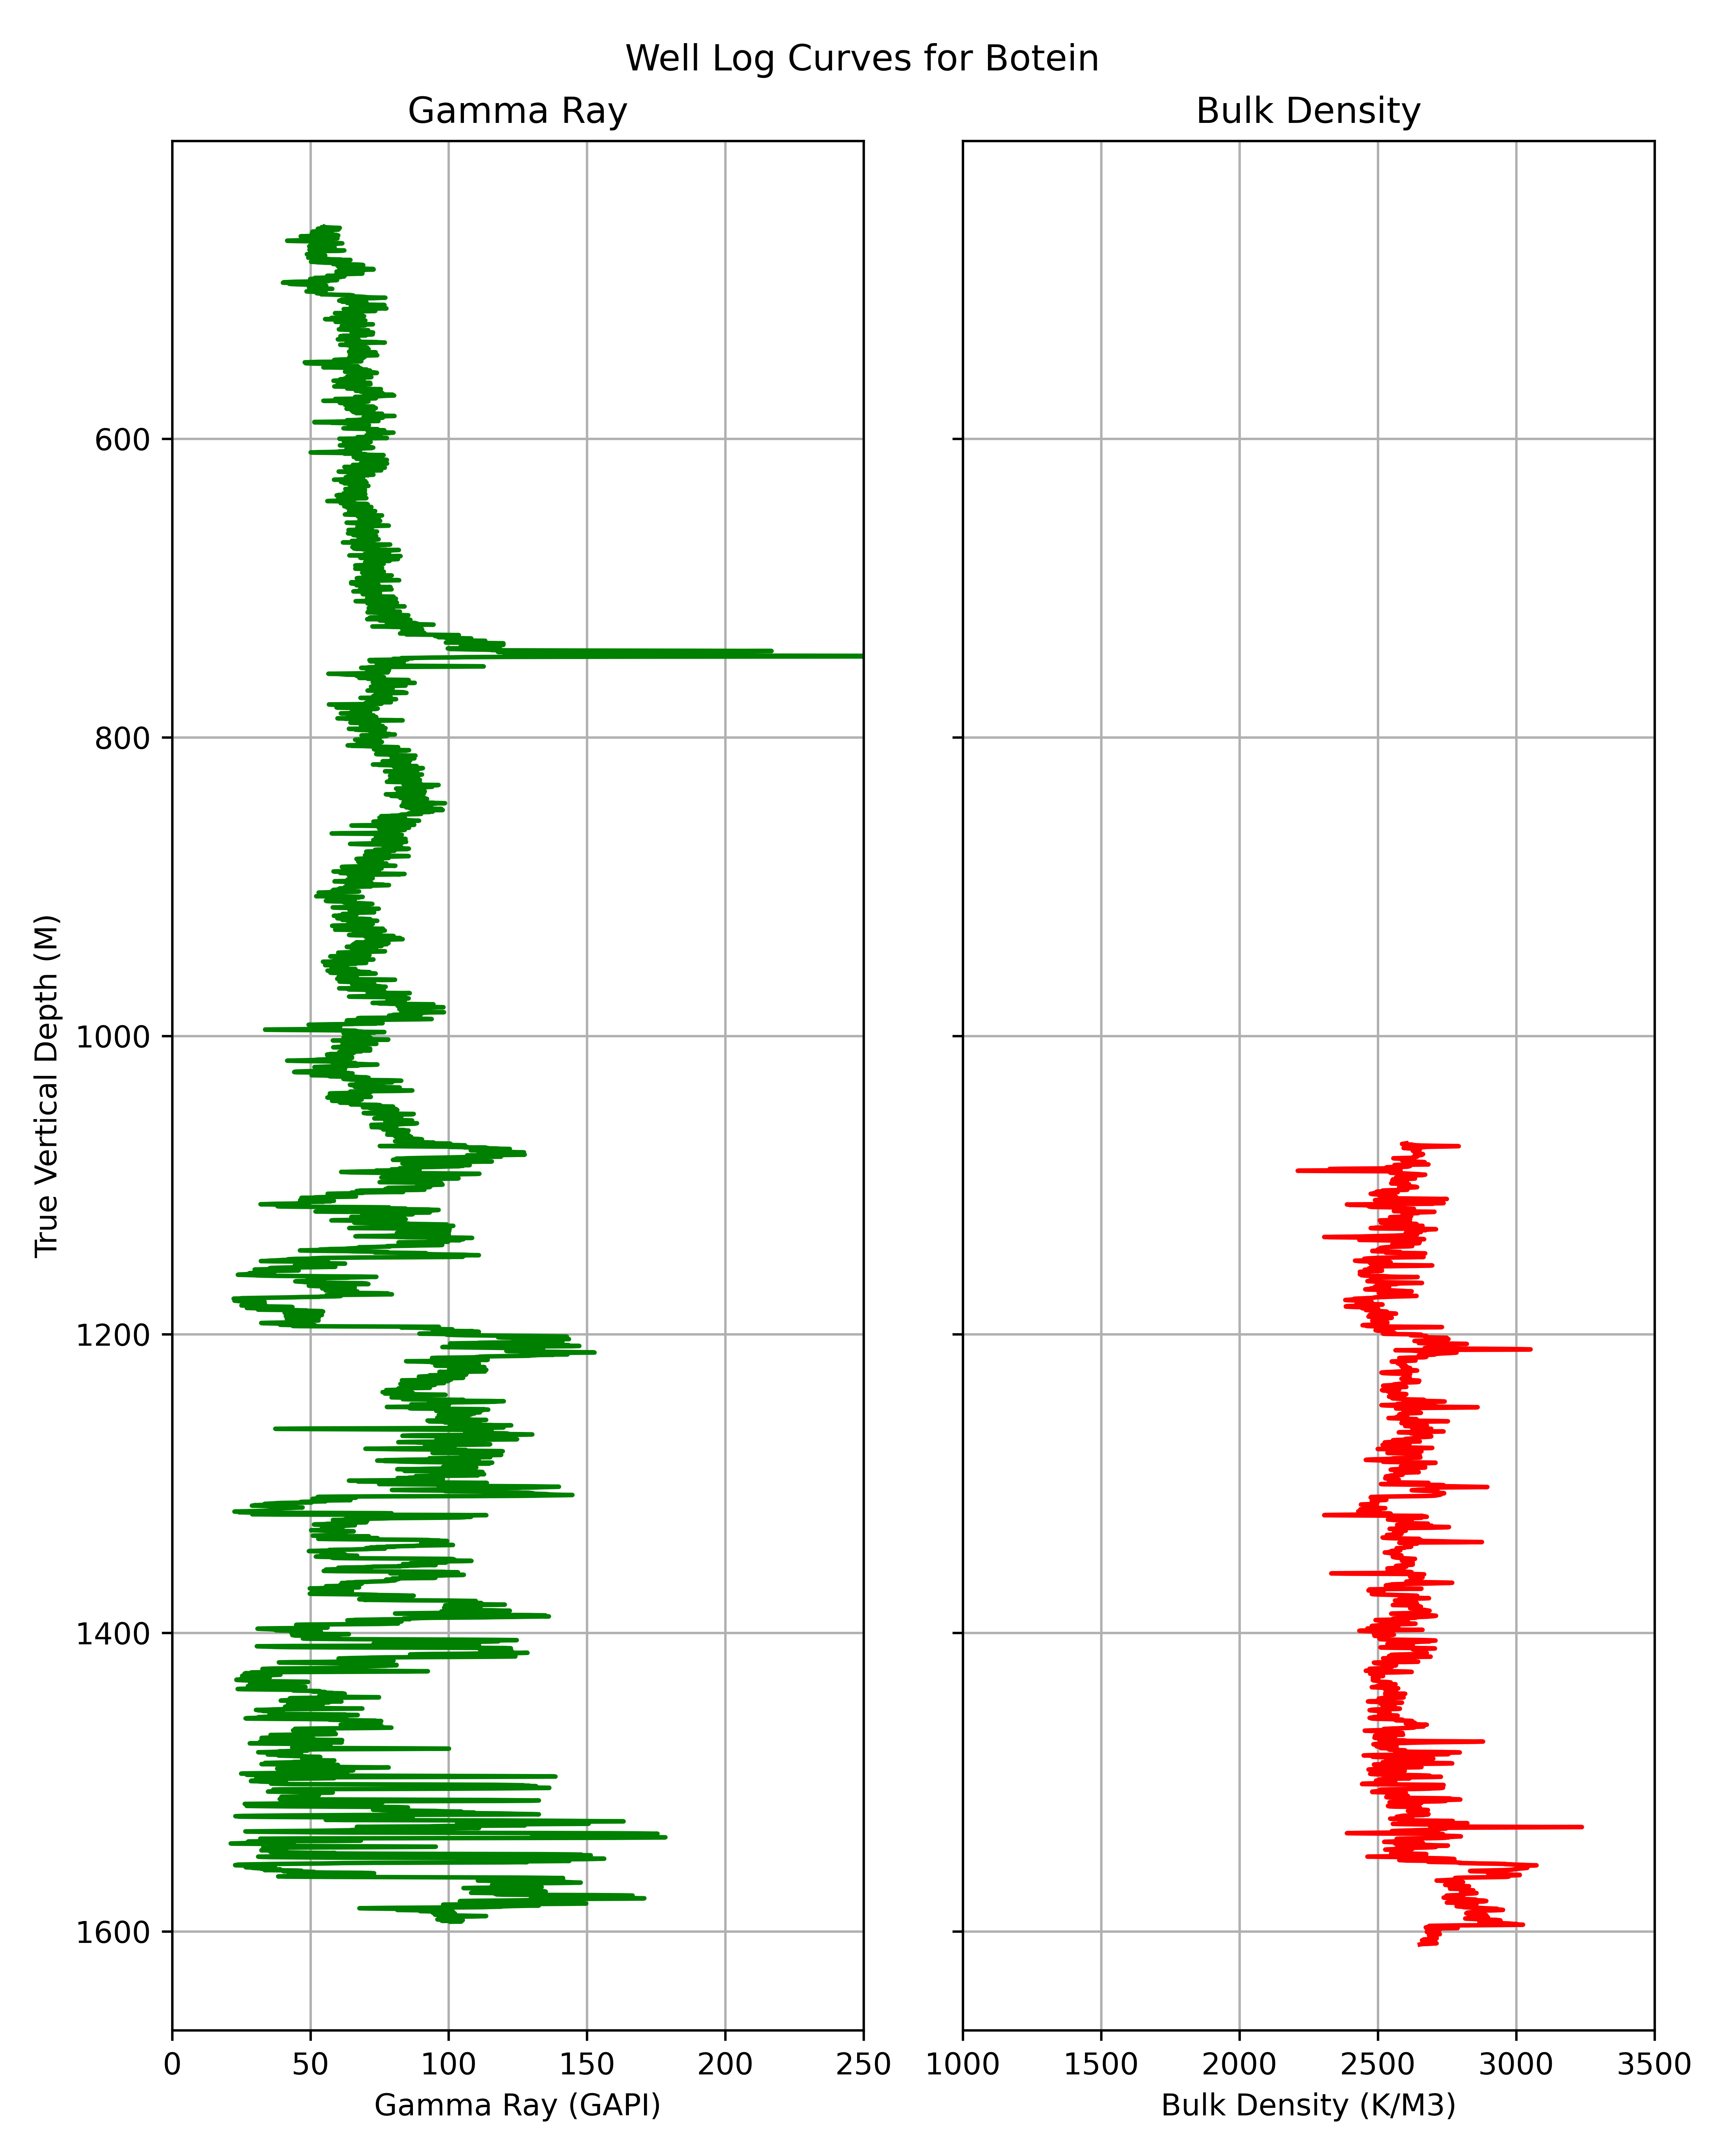 Well Log Curves for Botein
Gamma Ray
Bulk Density
True Vertical Depth (M)
600
800
1000
1200
1400
1600
0 50 100 150 200 250
1000 1500 2000 2500 3000 3500
Gamma Ray (GAPI)
Bulk Density (K/M3)